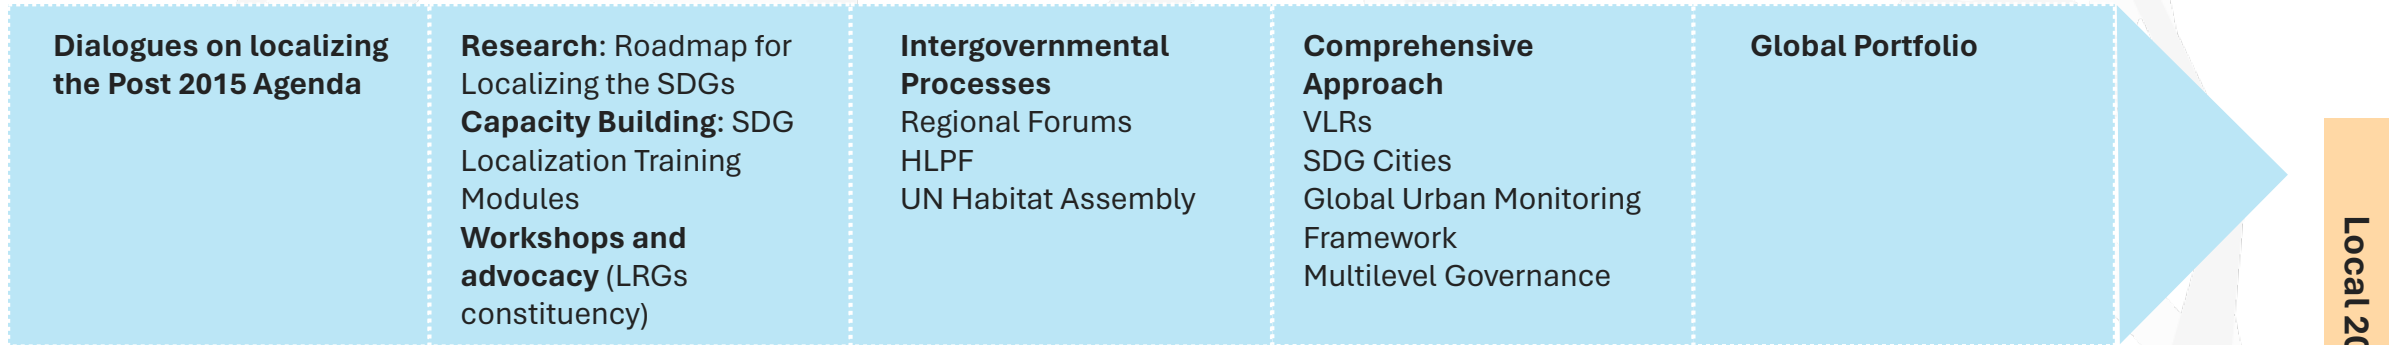 Dialogues on localizing
the Post 2015 Agenda
Research: Roadmap for
Localizing the SDGs
Capacity Building: SDG
Localization Training
Modules
Workshops and
advocacy (LRGs
constituency)
Intergovernmental
Processes
Regional Forums
HLPF
UN Habitat Assembly
Comprehensive
Approach
VLRs
SDG Cities
Global Urban Monitoring
Framework
Multilevel Governance
Global Portfolio
Local